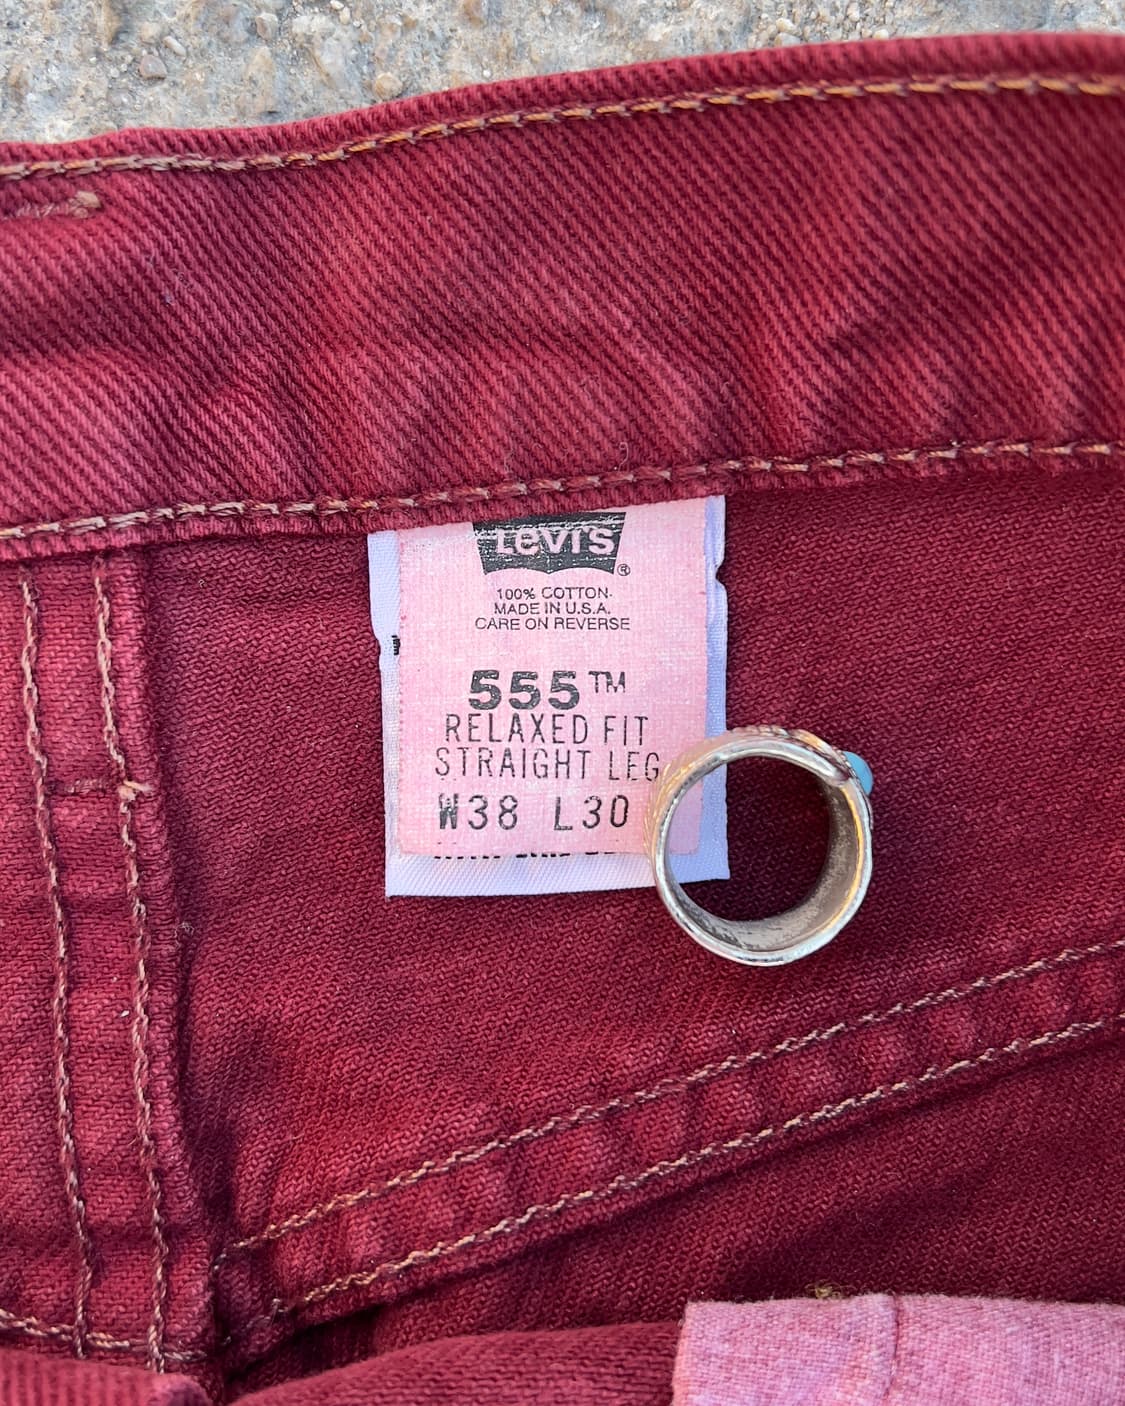 Levi's®
100% COTTON
MADE IN U.S.A.
CARE ON REVERSE
555™
RELAXED FIT
STRAIGHT LEG
W38 L30